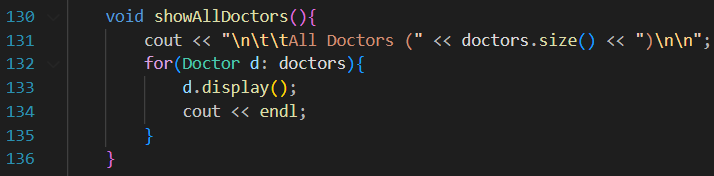 130 void showAllDoctors(){
131 cout << "\n\t\tAll Doctors (" << doctors.size() << ")\n\n";
132 for(Doctor d: doctors){
133 d.display();
134 cout << endl;
135 }
136 }